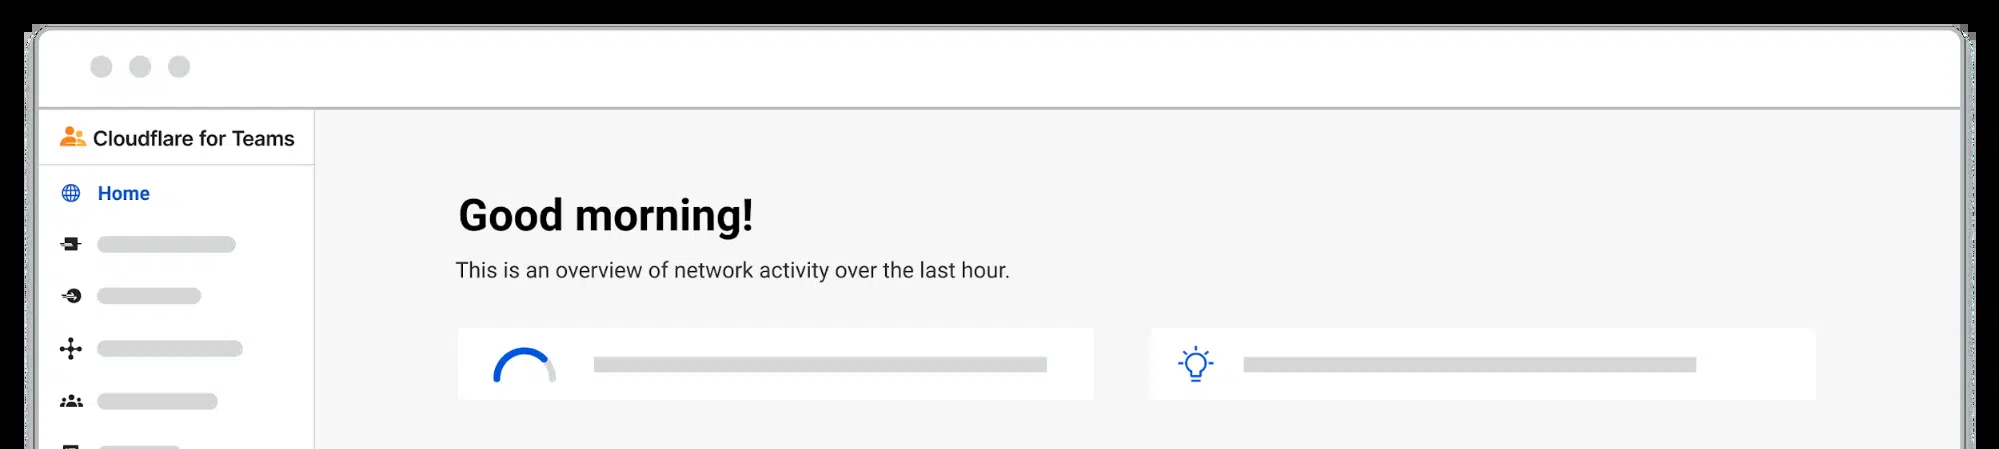 Cloudflare for Teams
Home
Good morning!
This is an overview of network activity over the last hour.